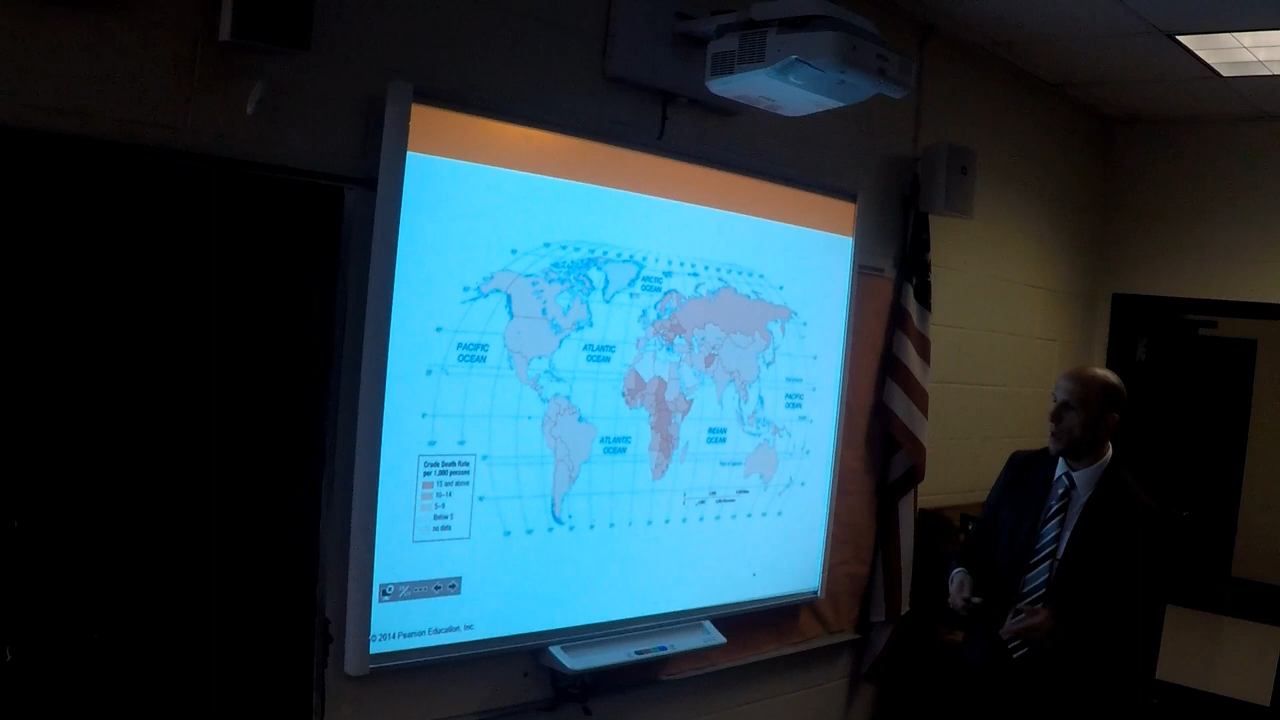 ARCTIC
OCEAN
PACIFIC
OCEAN
ATLANTIC
OCEAN
PACIFIC
OCEAN
ATLANTIC
OCEAN
INDIAN
OCEAN
Crude Death Rate
per 1,000 persons
15 and above
10–14
5–9
Below 5
no data
© 2014 Pearson Education, Inc.